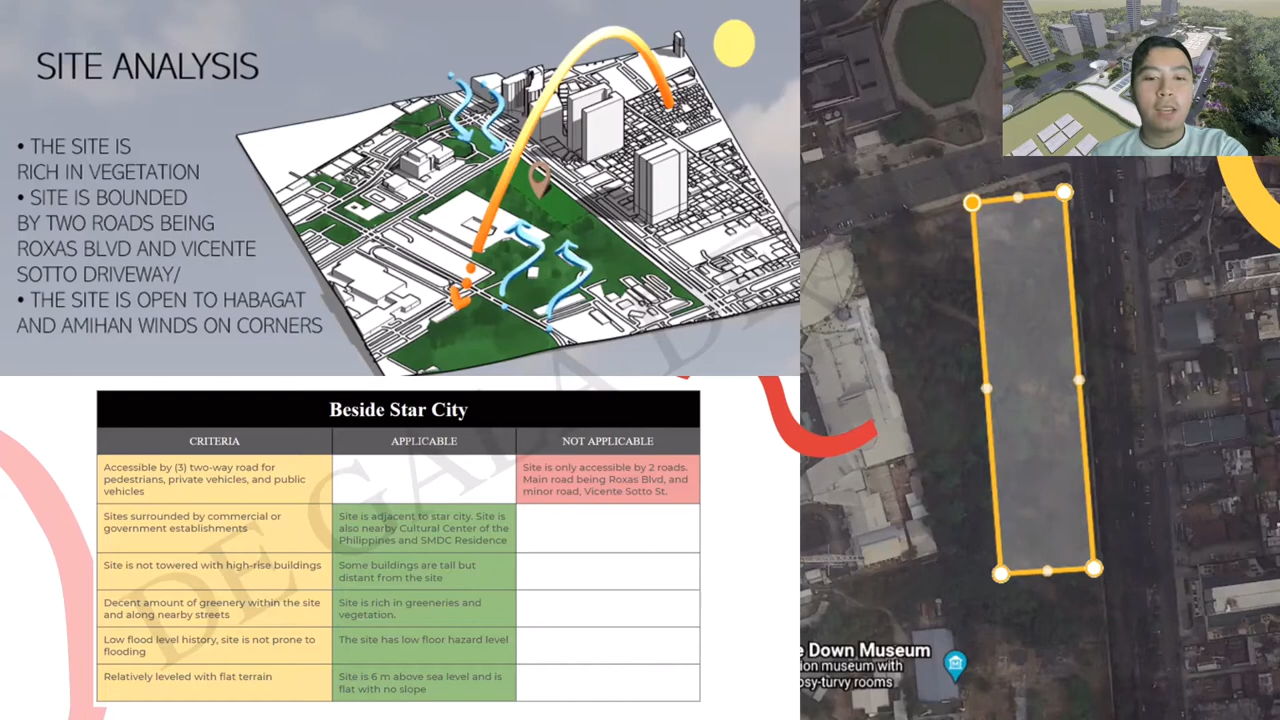 SITE ANALYSIS
• THE SITE IS
RICH IN VEGETATION
• SITE IS BOUNDED
BY TWO ROADS BEING
ROXAS BLVD AND VICENTE
SOTTO DRIVEWAY/
• THE SITE IS OPEN TO HABAGAT
AND AMIHAN WINDS ON CORNERS
Beside Star City
CRITERIA
APPLICABLE
NOT APPLICABLE
Accessible by (3) two-way road for
pedestrians, private vehicles, and public
vehicles
Site is only accessible by 2 roads.
Main road being Roxas Blvd, and
minor road, Vicente Sotto St.
Sites surrounded by commercial or
government establishments
Site is adjacent to star city. Site is
also nearby Cultural Center of the
Philippines and SMDC Residence
Site is not towered with high-rise buildings
Some buildings are tall but
distant from the site
Decent amount of greenery within the site
and along nearby streets
Site is rich in greeneries and
vegetation.
Low flood level history, site is not prone to
flooding
The site has low floor hazard level
Relatively leveled with flat terrain
Site is 6 m above sea level and is
flat with no slope
e Down Museum
ion museum with
psy-turvy rooms
DE GALA DE